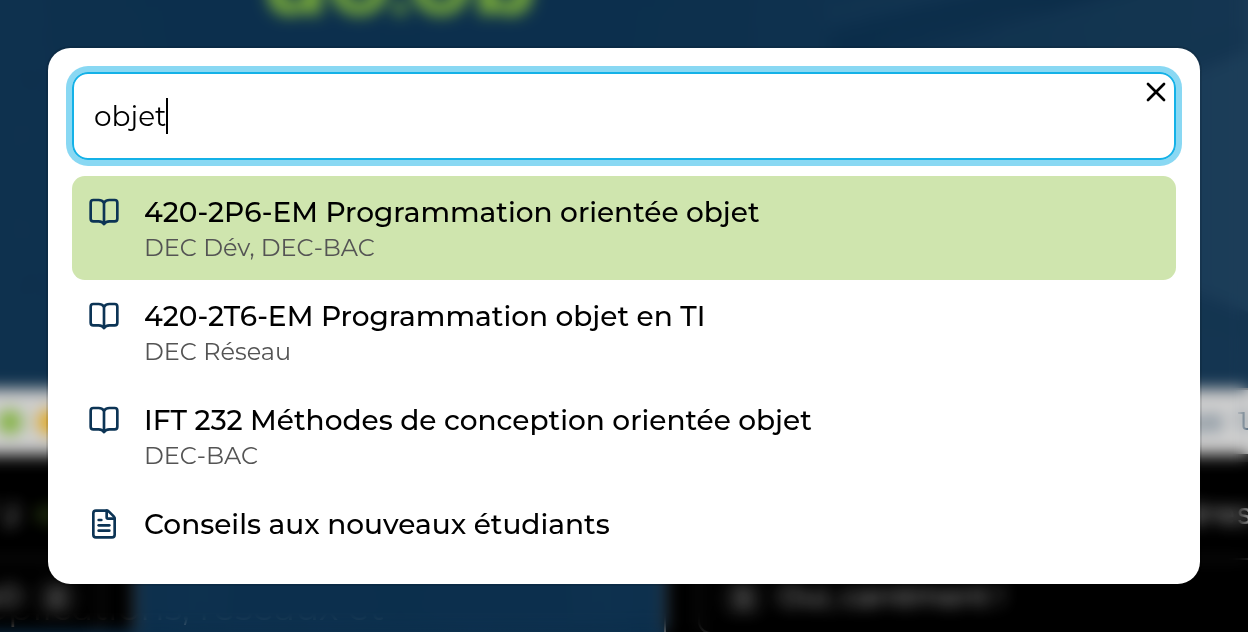 objet
420-2P6-EM Programmation orientée objet
DEC Dév, DEC-BAC
420-2T6-EM Programmation objet en TI
DEC Réseau
IFT 232 Méthodes de conception orientée objet
DEC-BAC
Conseils aux nouveaux étudiants